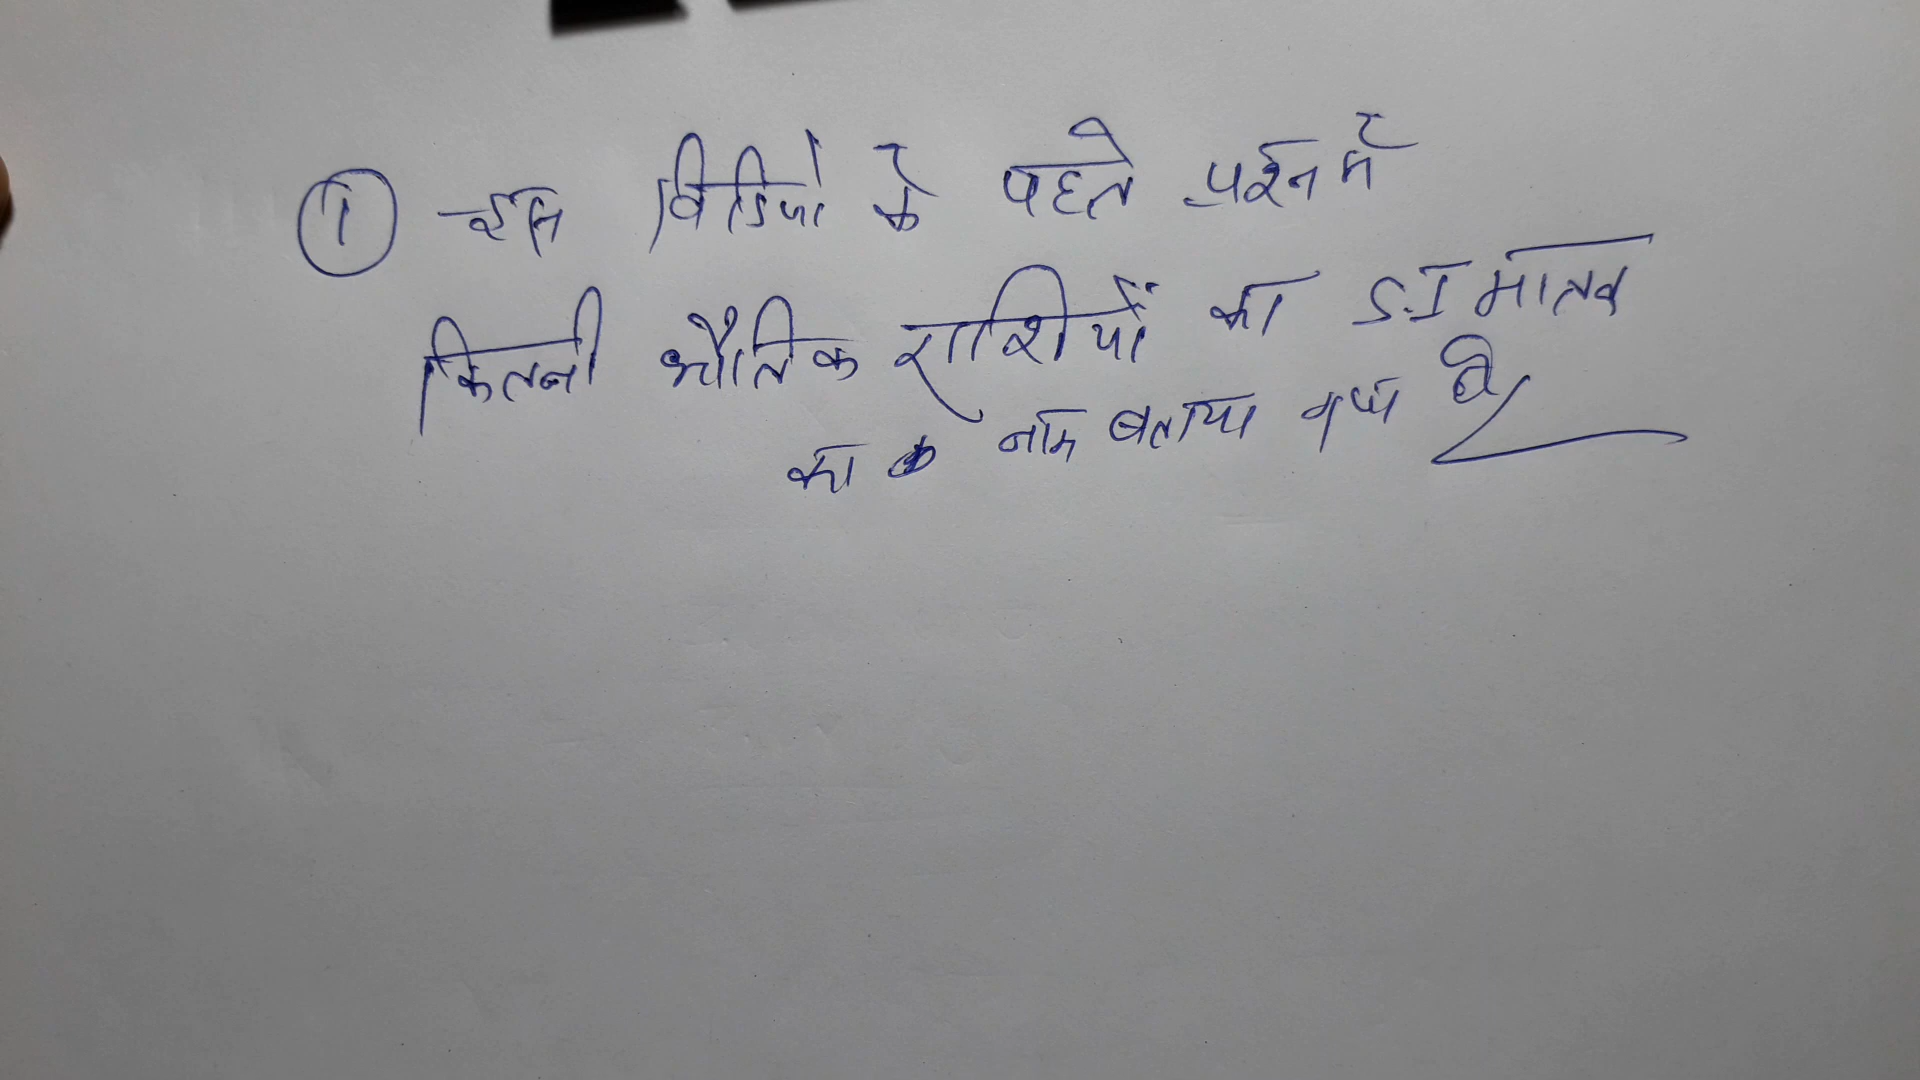 ① इस विडियो के पहले प्रश्न में
कितनी भौतिक राशियों का S.I मात्रक
का नाम बताया गया है